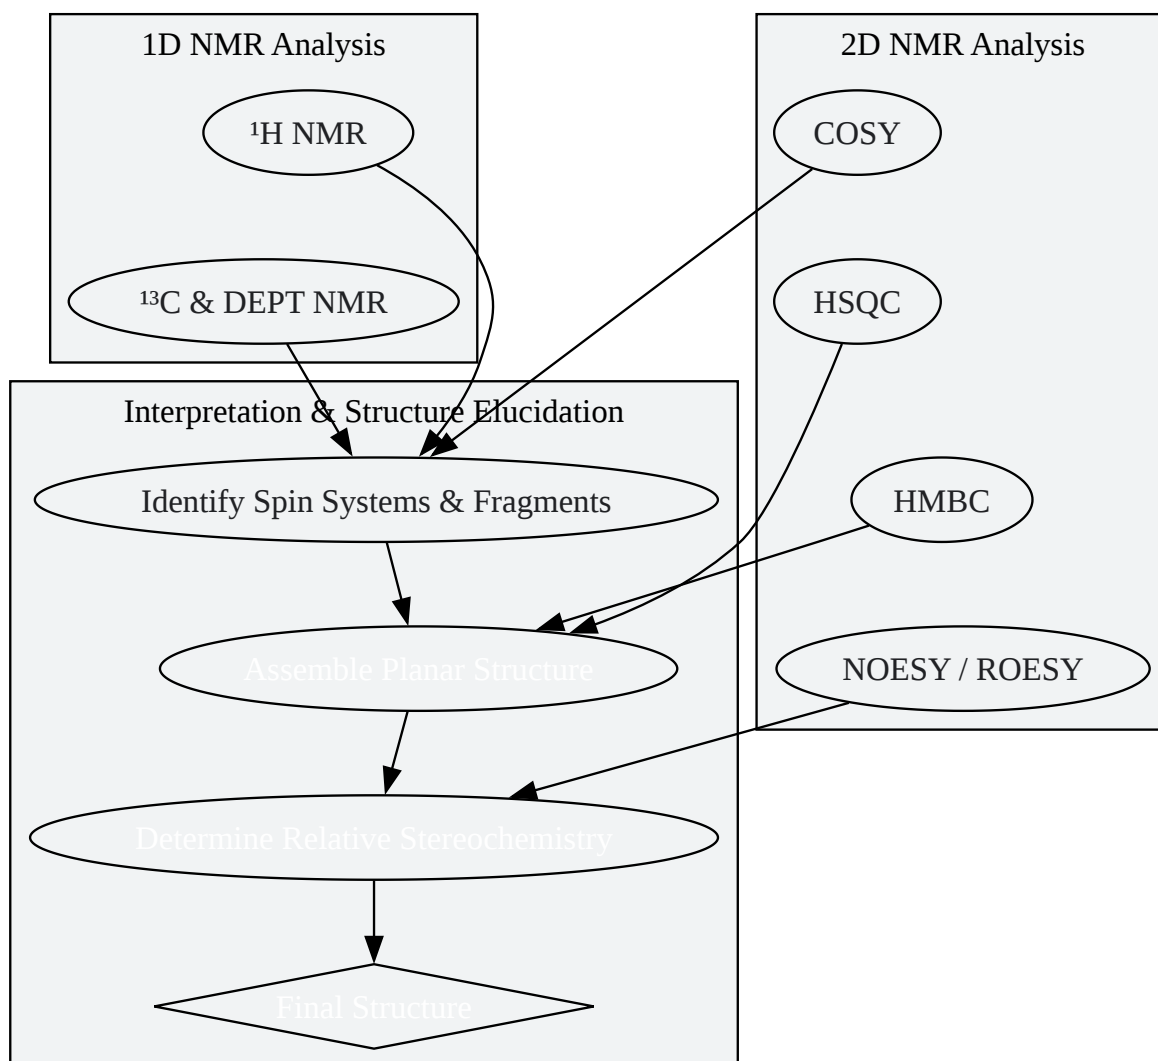 1D NMR Analysis
¹H NMR
¹³C & DEPT NMR
2D NMR Analysis
COSY
HSQC
HMBC
NOESY / ROESY
Interpretation & Structure Elucidation
Identify Spin Systems & Fragments
Assemble Planar Structure
Determine Relative Stereochemistry
Final Structure